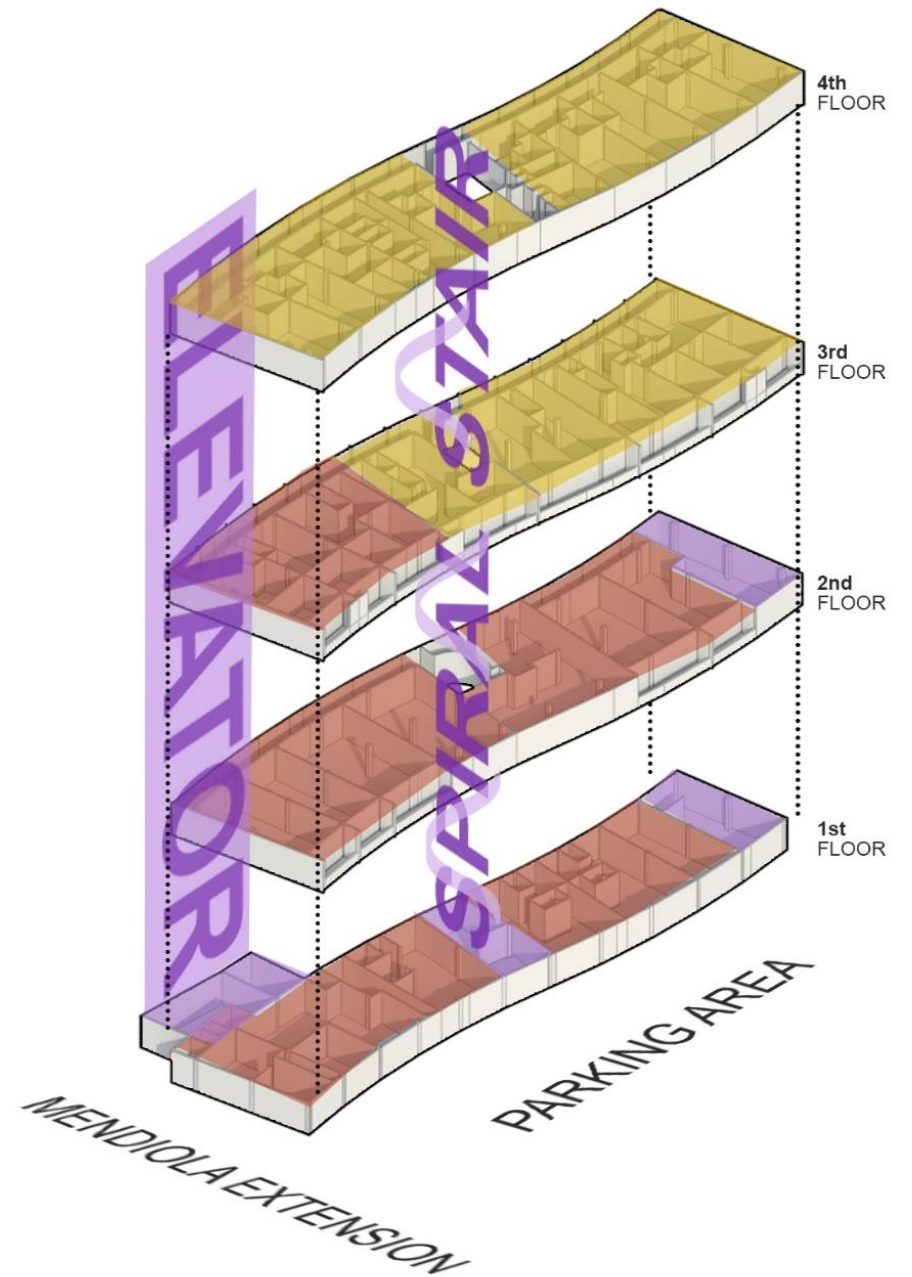 4th
FLOOR
3rd
FLOOR
2nd
FLOOR
1st
FLOOR
ELEVATOR
SPIRAL STAIR
PARKING AREA
MENDIOLA EXTENSION